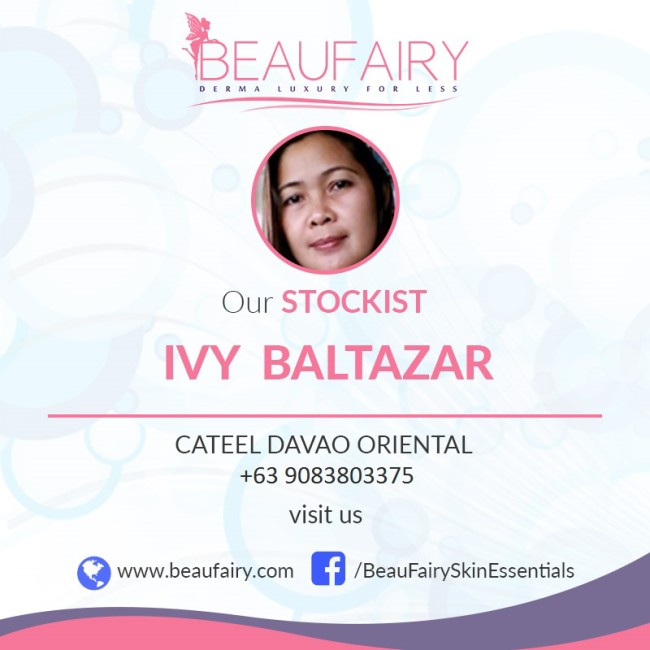 BEAUFAIRY
DERMA LUXURY FOR LESS
Our STOCKIST
IVY BALTAZAR
CATEEL DAVAO ORIENTAL
+63 9083803375
visit us
www.beaufairy.com /BeauFairySkinEssentials